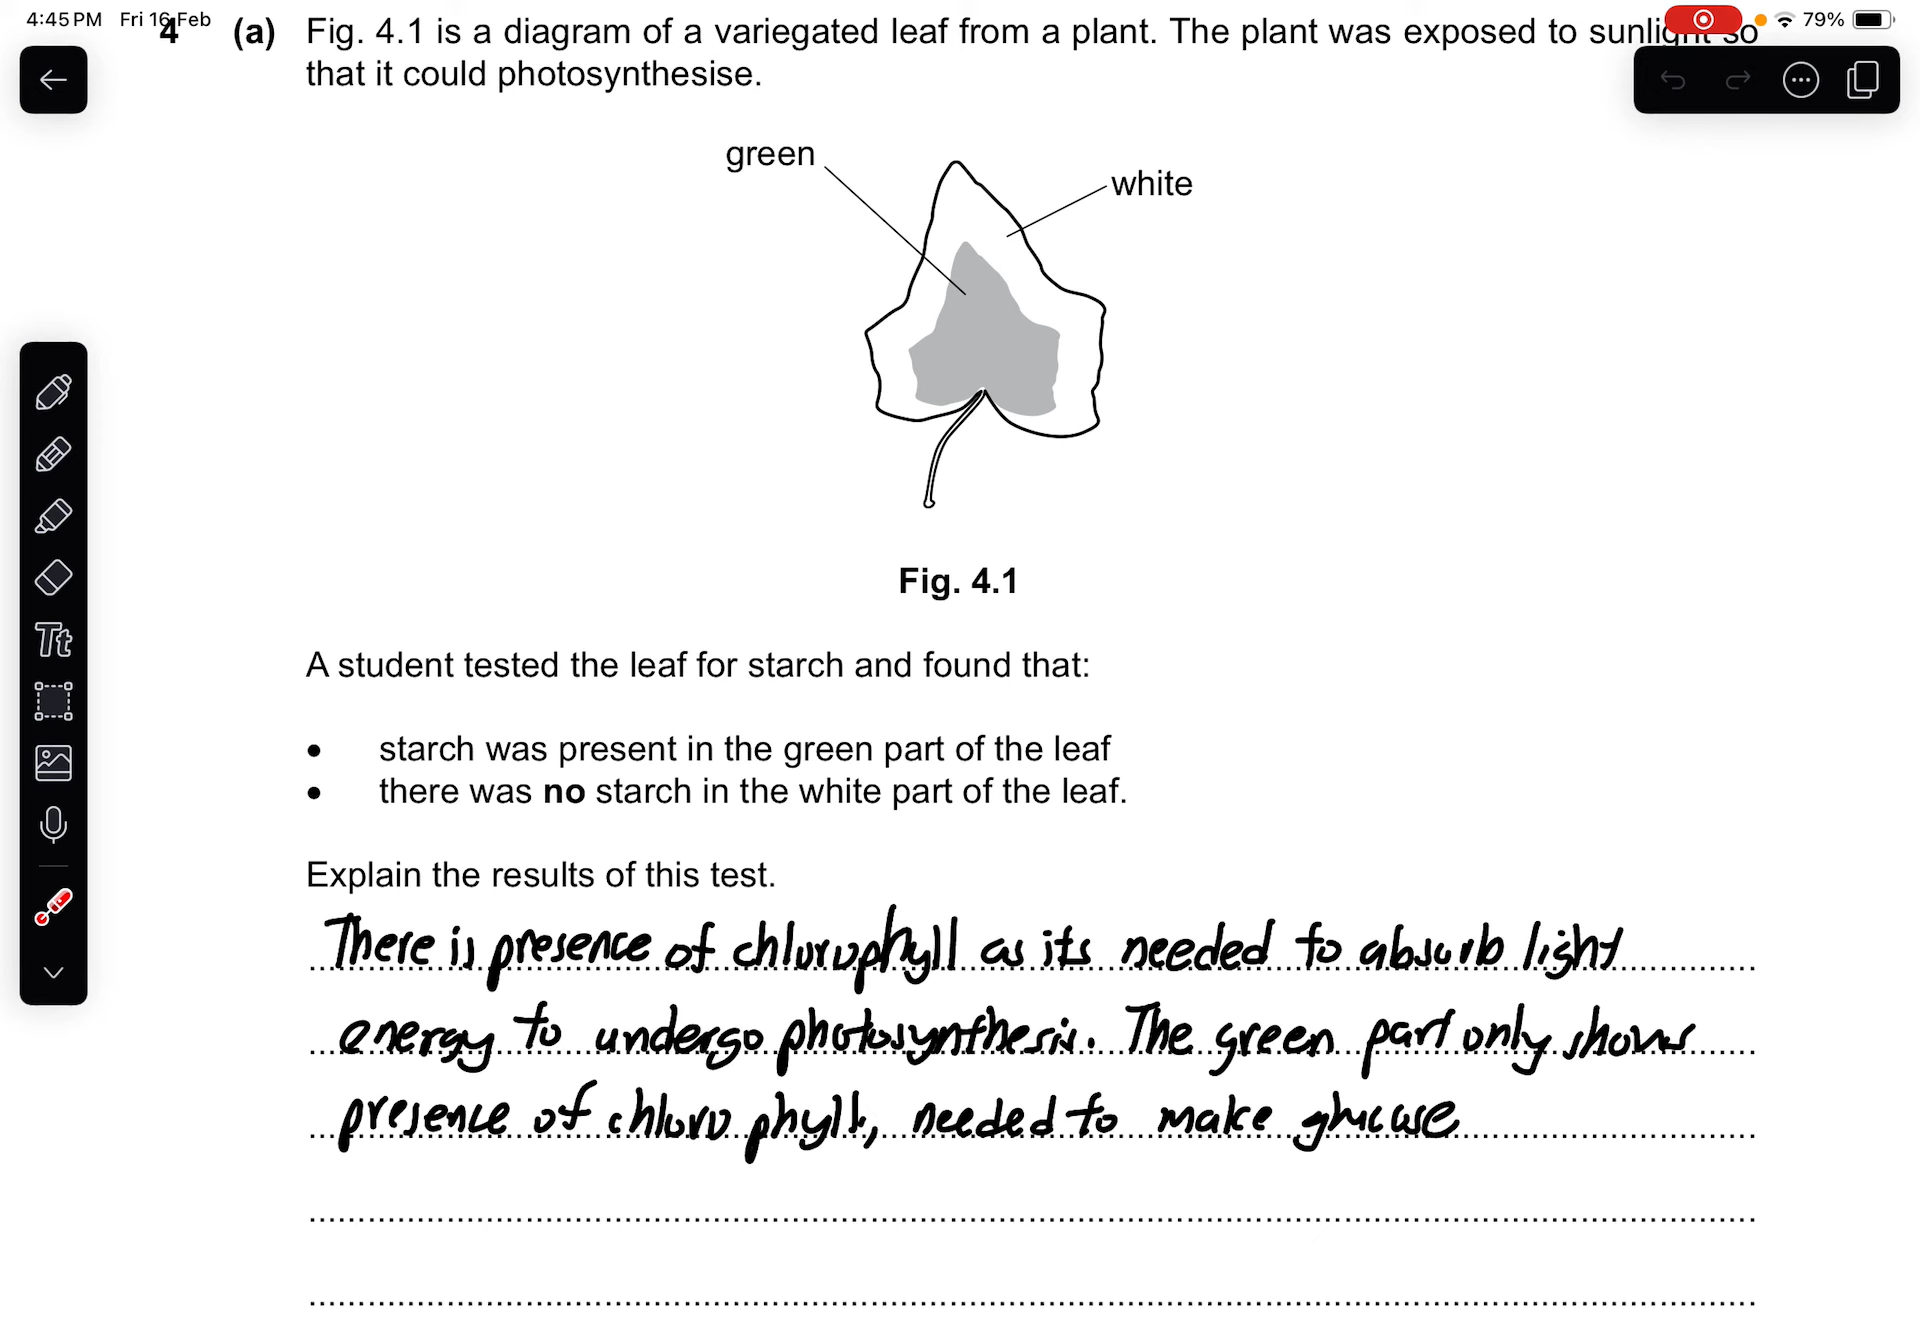 4:45 PM Fri 16 Feb 79%
4 (a) Fig. 4.1 is a diagram of a variegated leaf from a plant. The plant was exposed to sunlight so
that it could photosynthesise.
green
white
Fig. 4.1
A student tested the leaf for starch and found that:
• starch was present in the green part of the leaf
• there was no starch in the white part of the leaf.
Explain the results of this test.
There is presence of chlorophyll as its needed to absorb light
energy to undergo photosynthesis. The green part only shows
presence of chlorophyll, needed to make glucose
Tt